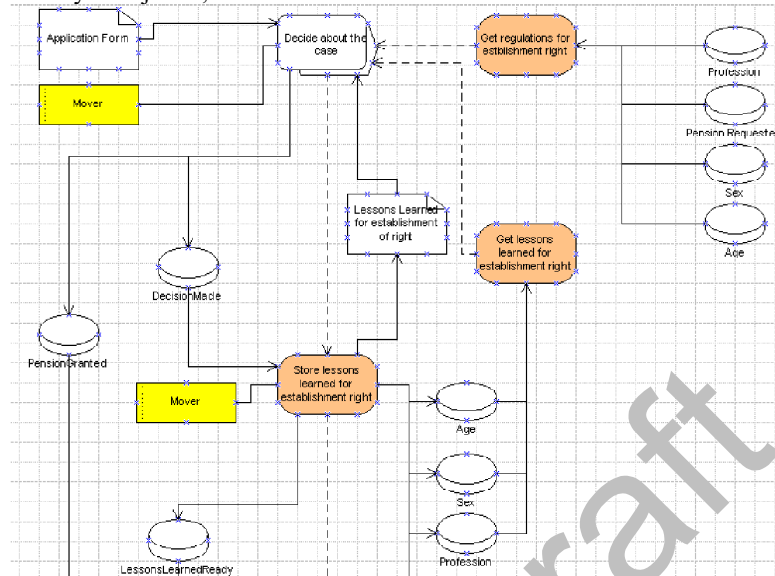 Application Form
Decide about the
case
Get regulations for
establishment right
Profession
Mover
Pension Requeste
Sex
Age
Lessons Learned
for establishment
of right
Get lessons
learned for
establishment right
DecisionMade
PensionGranted
Store lessons
learned for
establishment right
Mover
Age
Sex
Profession
LessonsLearnedReady
raft